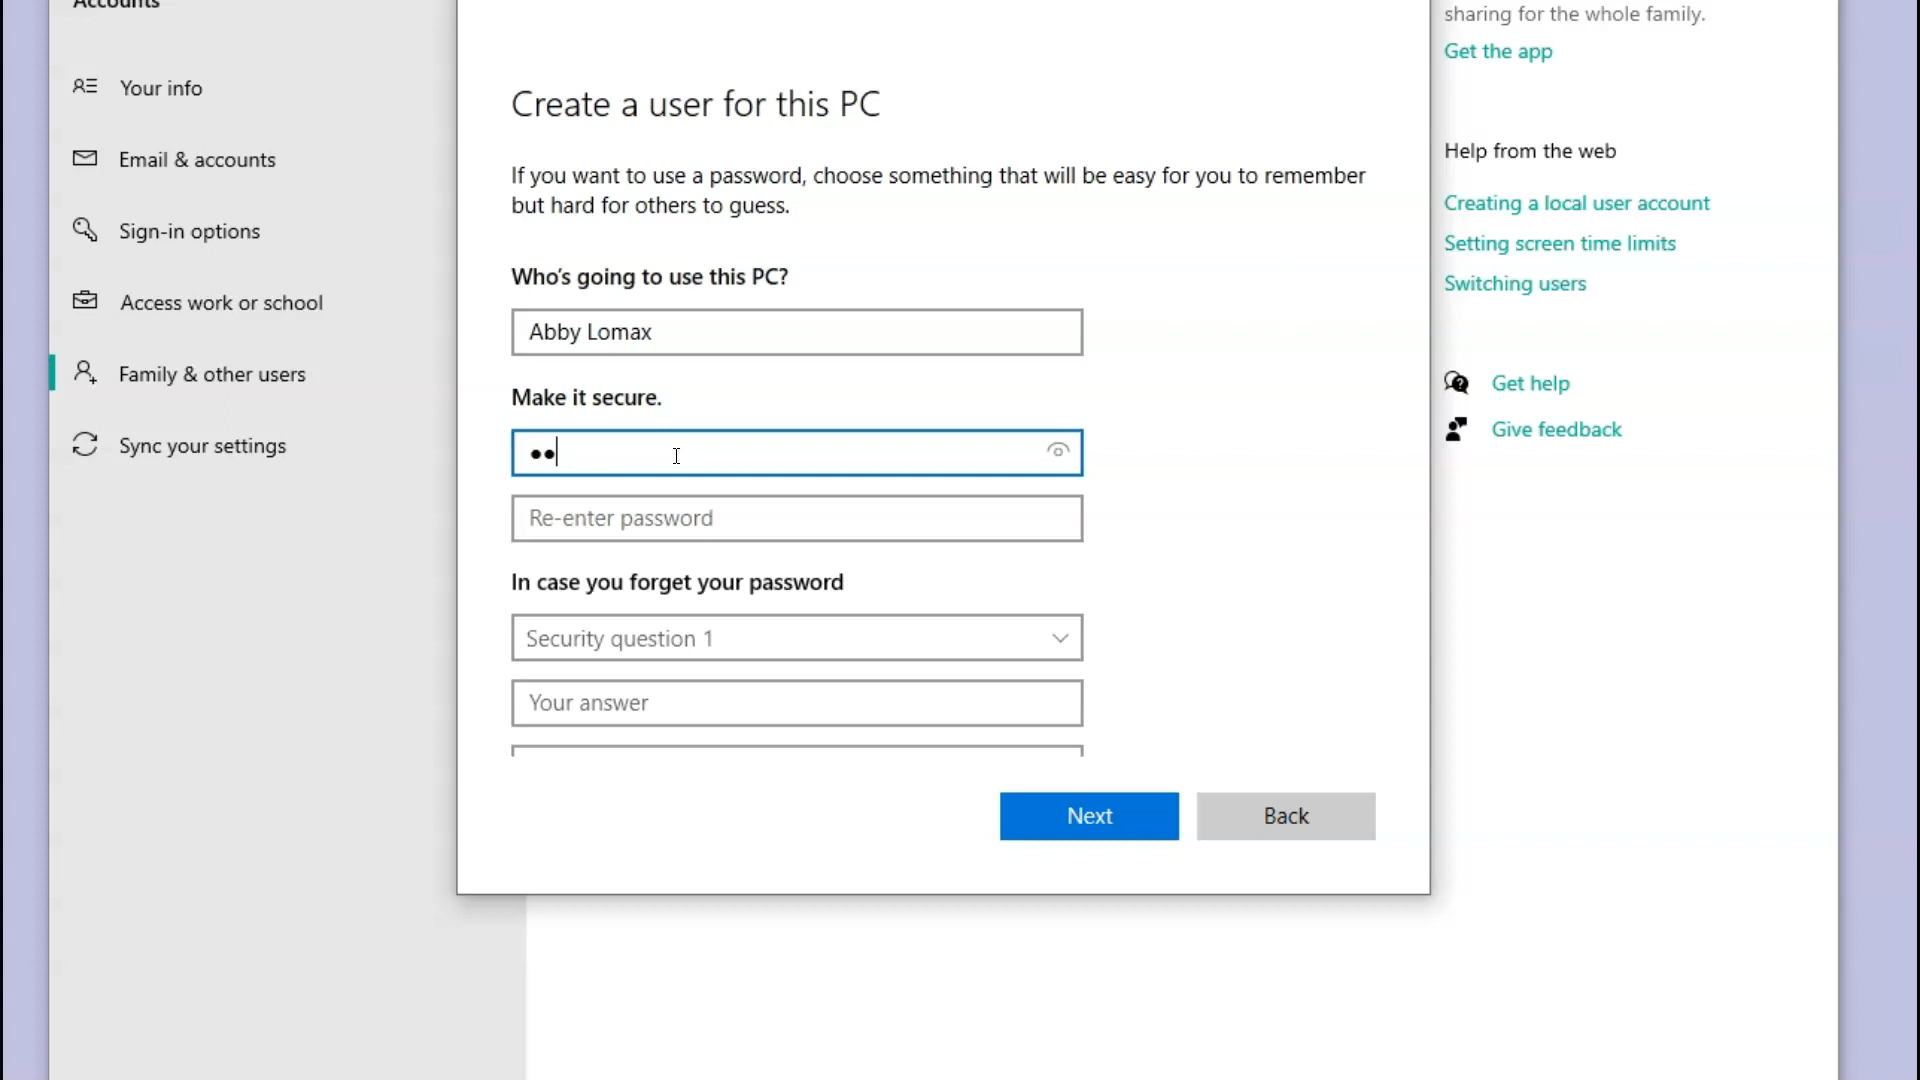 Accounts
Your info
Email & accounts
Sign-in options
Access work or school
Family & other users
Sync your settings
Create a user for this PC
If you want to use a password, choose something that will be easy for you to remember
but hard for others to guess.
Who's going to use this PC?
Abby Lomax
Make it secure.
●●
Re-enter password
In case you forget your password
Security question 1
Your answer
Next
Back
sharing for the whole family.
Get the app
Help from the web
Creating a local user account
Setting screen time limits
Switching users
Get help
Give feedback